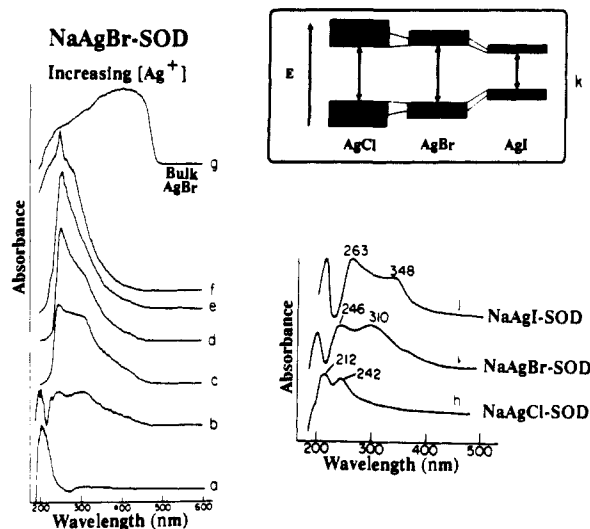 NaAgBr-SOD
Increasing [Ag+]
g
Bulk
AgBr
f
e
d
c
b
a
Absorbance
200 300 400 500 600
Wavelength (nm)
E
AgCl AgBr AgI
k
263
348
j
NaAgI-SOD
246
310
NaAgBr-SOD
212
242
h
NaAgCl-SOD
Absorbance
200 300 400 500
Wavelength (nm)